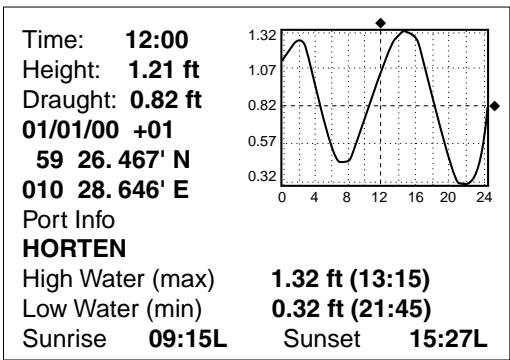 Time: 12:00
Height: 1.21 ft
Draught: 0.82 ft
01/01/00 +01
59 26. 467' N
010 28. 646' E
Port Info
HORTEN
High Water (max) 1.32 ft (13:15)
Low Water (min) 0.32 ft (21:45)
Sunrise 09:15L Sunset 15:27L
1.32
1.07
0.82
0.57
0.32
0 4 8 12 16 20 24